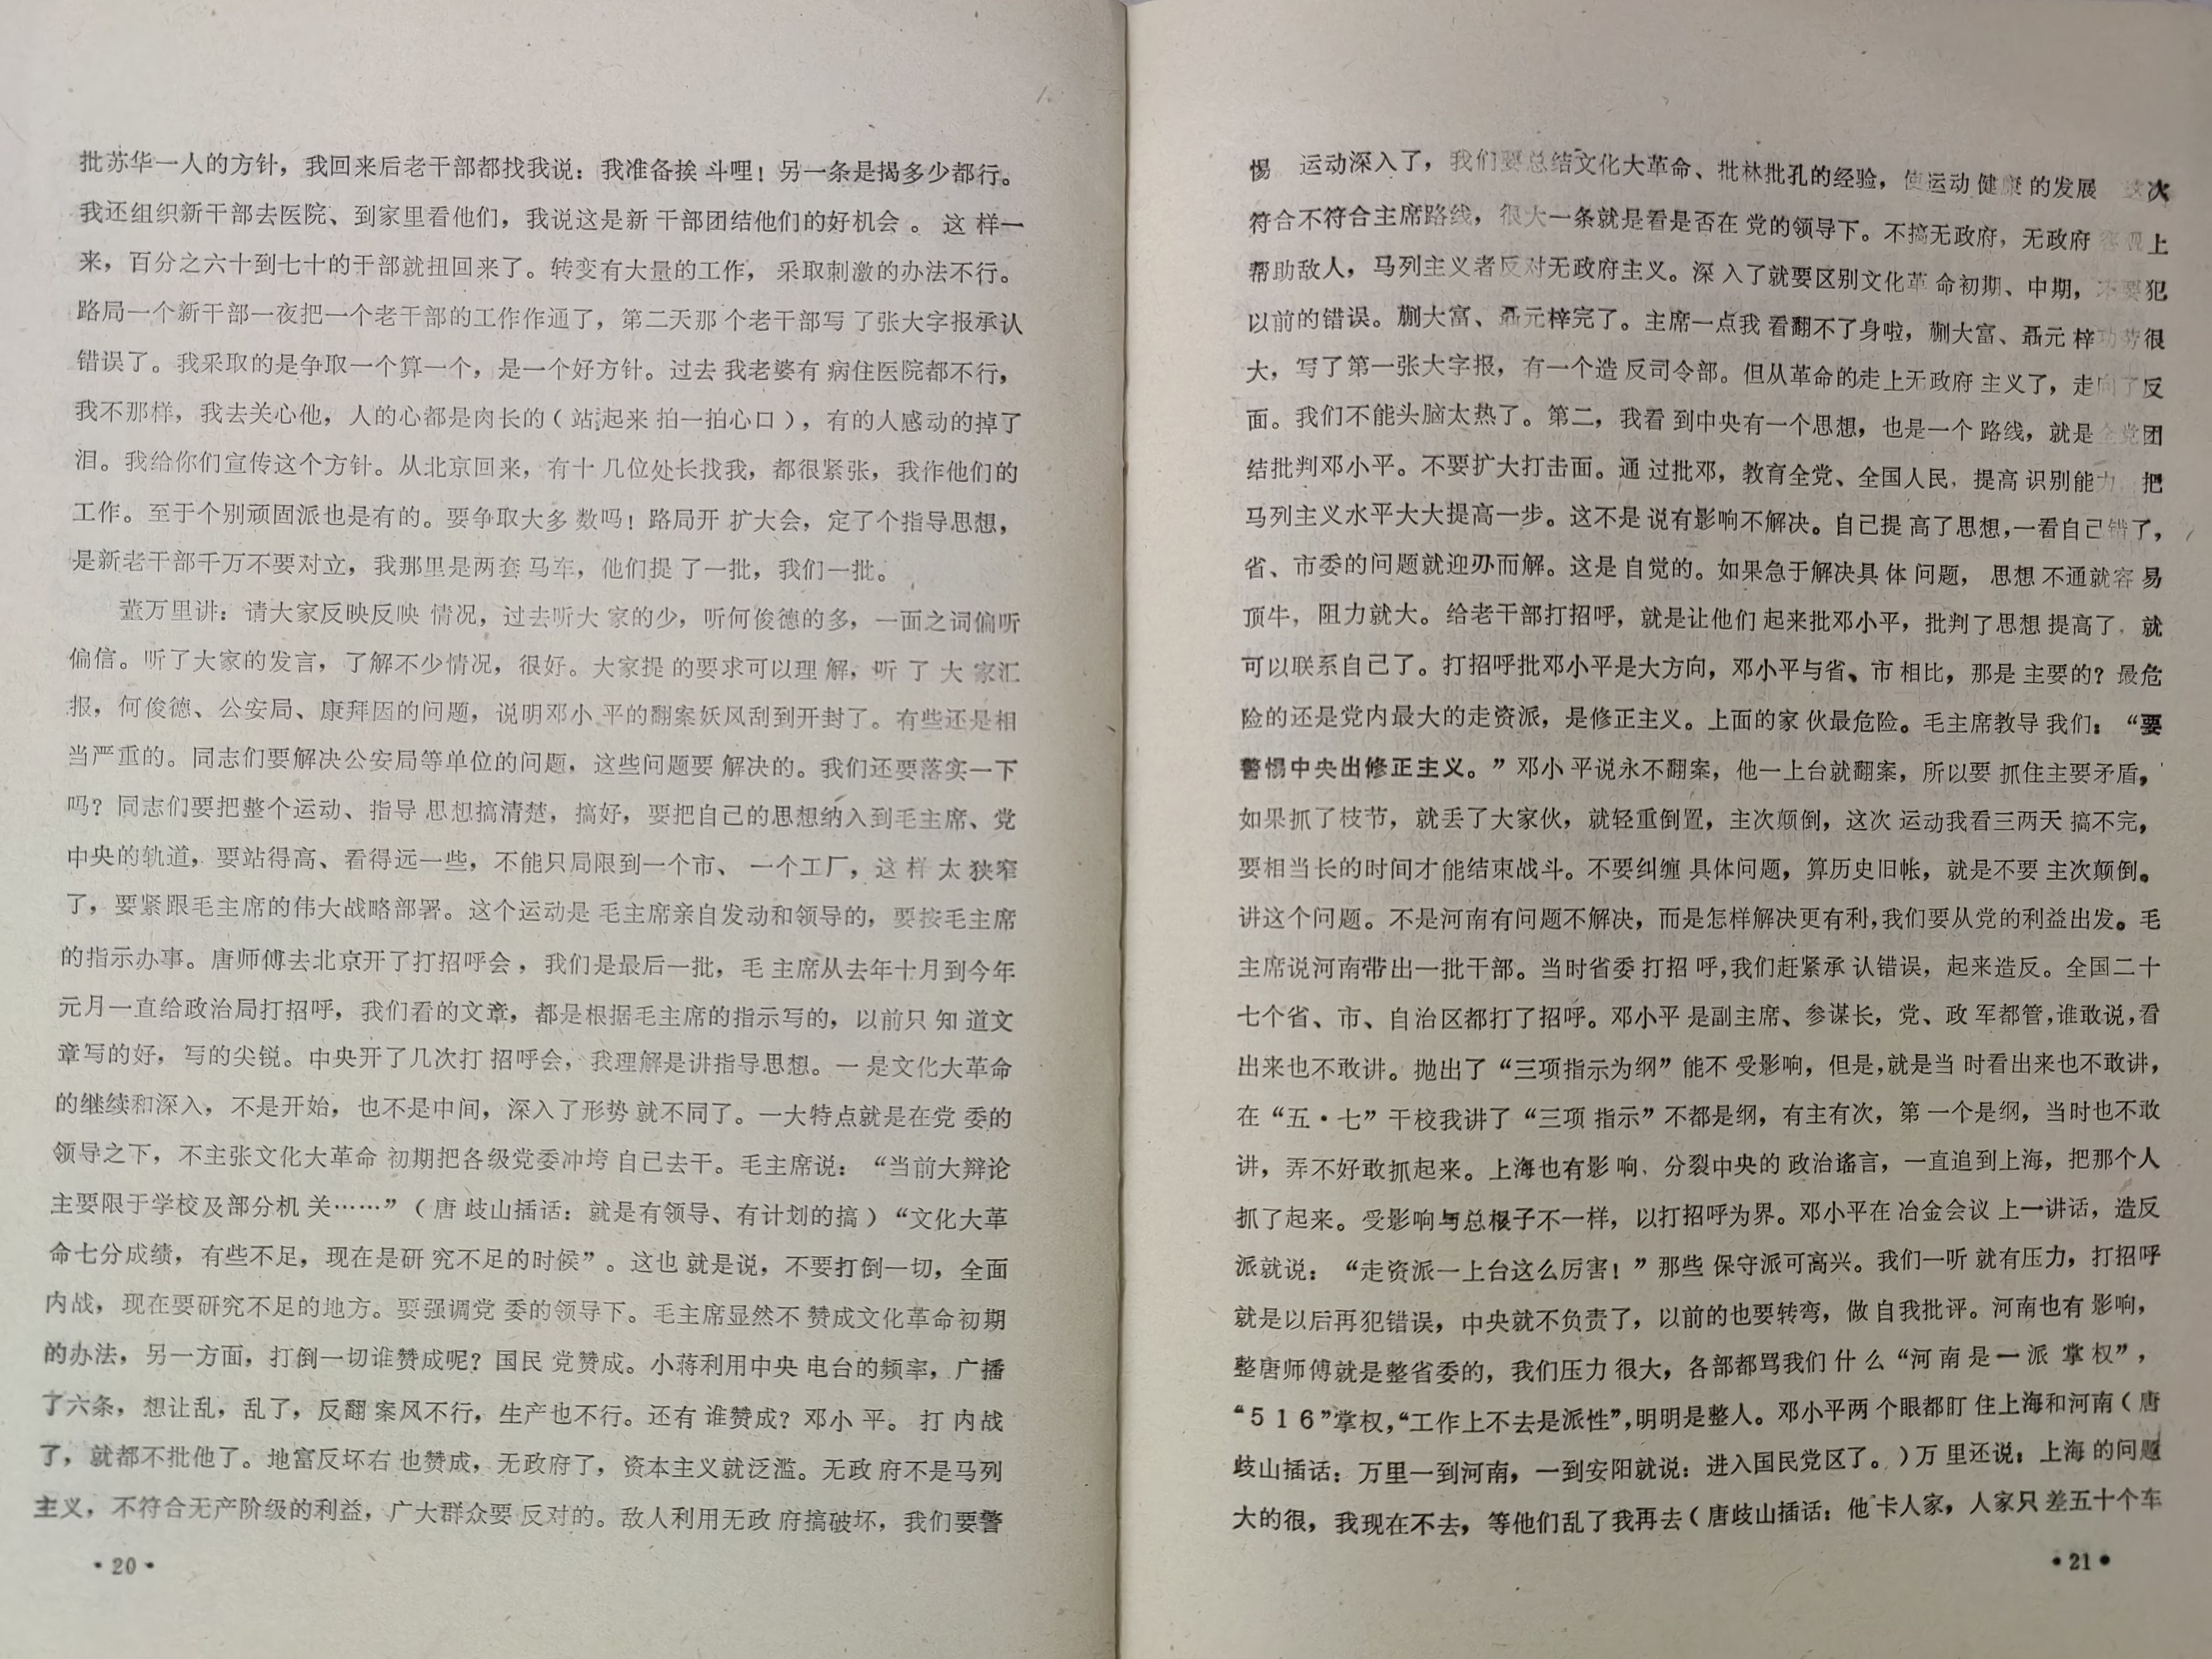 批苏华一人的方针，我回来后老干部都找我说：我准备挨斗哩！另一条是揭多少都行。
我还组织新干部去医院、到家里看他们，我说这是新干部团结他们的好机会。这样一
来，百分之六十到七十的干部就扭回来了。转变有大量的工作，采取刺激的办法不行。
路局一个新干部一夜把一个老干部的工作作通了，第二天那个老干部写了张大字报承认
错误了。我采取的是争取一个算一个，是一个好方针。过去我老婆有病住医院都不行，
我不那样，我去关心他，人的心都是肉长的（站起来拍一拍心口），有的人感动的掉了
泪。我给你们宣传这个方针。从北京回来，有十几位处长找我，都很紧张，我作他们的
工作。至于个别顽固派也是有的。要争取大多数吗！路局开扩大会，定了个指导思想，
是新老干部千万不要对立，我那里是两套马车，他们提了一批，我们一批。
万里讲：请大家反映反映情况，过去听大家的少，听何俊德的多，一面之词偏听
偏信。听了大家的发言，了解不少情况，很好。大家提的要求可以理解，听了大家汇
报，何俊德、公安局、康拜因的问题，说明邓小平的翻案妖风刮到开封了。有些还是相
当严重的。同志们要解决公安局等单位的问题，这些问题要解决的。我们还要落实一下
吗？同志们要把整个运动、指导思想搞清楚，搞好，要把自己的思想纳入到毛主席、党
中央的轨道，要站得高、看得远一些，不能只局限到一个市、一个工厂，这样太狭窄
了，要紧跟毛主席的伟大战略部署。这个运动是毛主席亲自发动和领导的，要按毛主席
的指示办事。唐师傅去北京开了打招呼会，我们是最后一批，毛主席从去年十月到今年
元月一直给政治局打招呼，我们看的文章，都是根据毛主席的指示写的，以前只知道文
章写的好，写的尖锐。中央开了几次打招呼会，我理解是讲指导思想。一是文化大革命
的继续和深入，不是开始，也不是中间，深入了形势就不同了。一大特点就是在党委的
领导之下，不主张文化大革命初期把各级党委冲垮自己去干。毛主席说：“当前大辩论
主要限于学校及部分机关……”（唐歧山插话：就是有领导、有计划的搞）“文化大革
命七分成绩，有些不足，现在是研究不足的时候”。这也就是说，不要打倒一切，全面
内战，现在要研究不足的地方。要强调党委的领导下。毛主席显然不赞成文化革命初期
的办法，另一方面，打倒一切谁赞成呢？国民党赞成。小蒋利用中央电台的频率，广播
了六条，想让乱，乱了，反翻案风不行，生产也不行。还有谁赞成？邓小平。打内战
了，就都不批他了。地富反坏右也赞成，无政府了，资本主义就泛滥。无政府不是马列
主义，不符合无产阶级的利益，广大群众要反对的。敌人利用无政府搞破坏，我们要警
·20·
惕 运动深入了，我们要总结文化大革命、批林批孔的经验，使运动健康的发展 这次
符合不符合主席路线，很大一条就是看是否在党的领导下。不搞无政府，无政府客观上
帮助敌人，马列主义者反对无政府主义。深入了就要区别文化革命初期、中期，不要犯
以前的错误。蒯大富、聂元梓完了。主席一点我看翻不了身啦，蒯大富、聂元梓功劳很
大，写了第一张大字报，有一个造反司令部。但从革命的走上无政府主义了，走向了反
面。我们不能头脑太热了。第二，我看到中央有一个思想，也是一个路线，就是全党团
结批判邓小平。不要扩大打击面。通过批邓，教育全党、全国人民，提高识别能力 把
马列主义水平大大提高一步。这不是说有影响不解决。自己提高了思想，一看自己错了，
省、市委的问题就迎刃而解。这是自觉的。如果急于解决具体问题，思想不通就容易
顶牛，阻力就大。给老干部打招呼，就是让他们起来批邓小平，批判了思想提高了，就
可以联系自己了。打招呼批邓小平是大方向，邓小平与省、市相比，那是主要的？最危
险的还是党内最大的走资派，是修正主义。上面的家伙最危险。毛主席教导我们：“要
警惕中央出修正主义。”邓小平说永不翻案，他一上台就翻案，所以要抓住主要矛盾，
如果抓了枝节，就丢了大家伙，就轻重倒置，主次颠倒，这次运动我看三两天搞不完，
要相当长的时间才能结束战斗。不要纠缠具体问题，算历史旧帐，就是不要主次颠倒。
讲这个问题。不是河南有问题不解决，而是怎样解决更有利，我们要从党的利益出发。毛
主席说河南带出一批干部。当时省委打招呼，我们赶紧承认错误，起来造反。全国二十
七个省、市、自治区都打了招呼。邓小平是副主席、参谋长，党、政军都管，谁敢说，看
出来也不敢讲。抛出了“三项指示为纲”能不受影响，但是，就是当时看出来也不敢讲，
在“五·七”干校我讲了“三项指示”不都是纲，有主有次，第一个是纲，当时也不敢
讲，弄不好敢抓起来。上海也有影响，分裂中央的政治谣言，一直追到上海，把那个人
抓了起来。受影响与总根子不一样，以打招呼为界。邓小平在冶金会议上一讲话，造反
派就说：“走资派一上台这么厉害！”那些保守派可高兴。我们一听就有压力，打招呼
就是以后再犯错误，中央就不负责了，以前的也要转弯，做自我批评。河南也有影响，
整唐师傅就是整省委的，我们压力很大，各部都骂我们什么“河南是一派掌权”，
“516”掌权，“工作上不去是派性”，明明是整人。邓小平两个眼都盯住上海和河南（唐
歧山插话：万里一到河南，一到安阳就说：进入国民党区了。）万里还说：上海的问题
大的很，我现在不去，等他们乱了我再去（唐歧山插话：他卡人家，人家只差五十个车
·21·